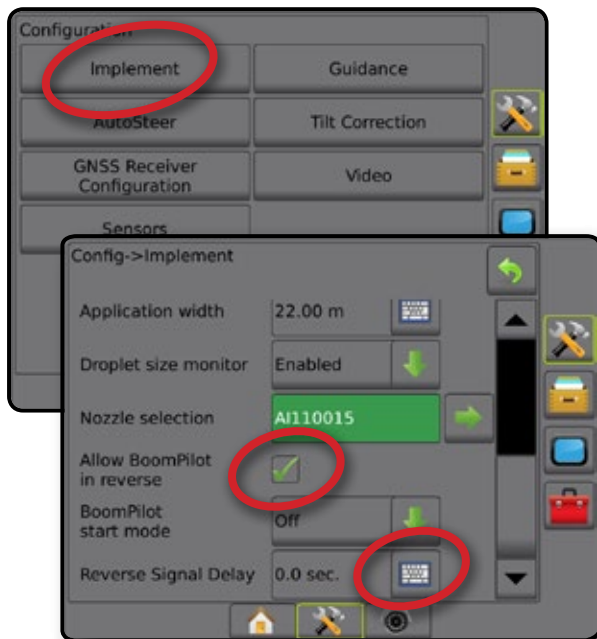 Configuration
Implement
Guidance
AutoSteer
Tilt Correction
GNSS Receiver
Configuration
Video
Sensors
Config->Implement
Application width
22.00 m
Droplet size monitor
Enabled
Nozzle selection
AI110015
Allow BoomPilot
in reverse
BoomPilot
start mode
Off
Reverse Signal Delay
0.0 sec.